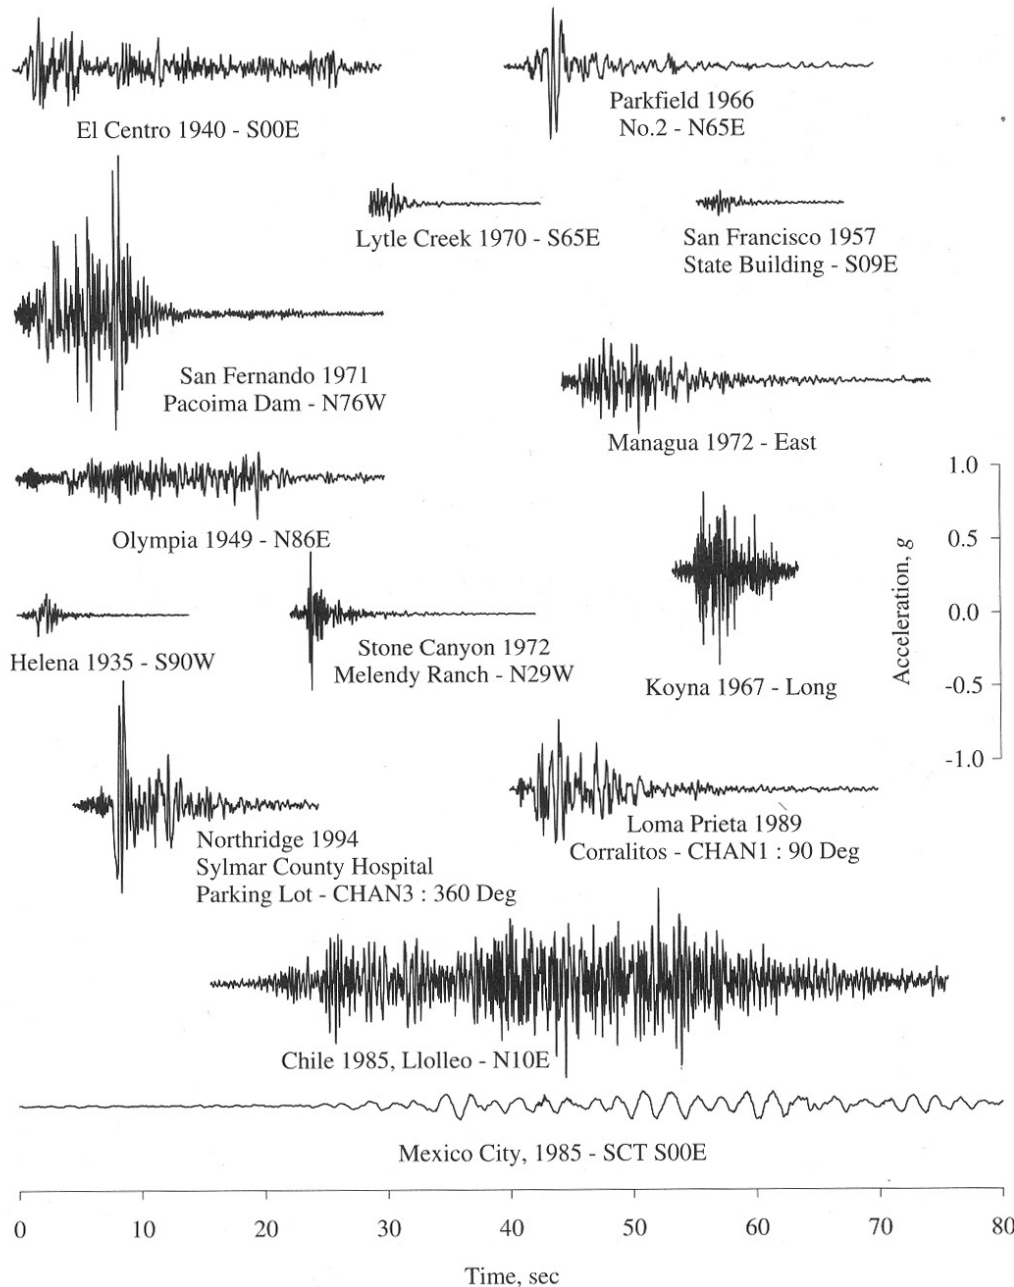 El Centro 1940 - S00E
Parkfield 1966
No.2 - N65E
Lytle Creek 1970 - S65E
San Francisco 1957
State Building - S09E
San Fernando 1971
Pacoima Dam - N76W
Managua 1972 - East
Olympia 1949 - N86E
1.0
0.5
0.0
-0.5
-1.0
Acceleration, g
Helena 1935 - S90W
Stone Canyon 1972
Melendy Ranch - N29W
Koyna 1967 - Long
Northridge 1994
Sylmar County Hospital
Parking Lot - CHAN3 : 360 Deg
Loma Prieta 1989
Corralitos - CHAN1 : 90 Deg
Chile 1985, Llolleo - N10E
Mexico City, 1985 - SCT S00E
0 10 20 30 40 50 60 70 80
Time, sec